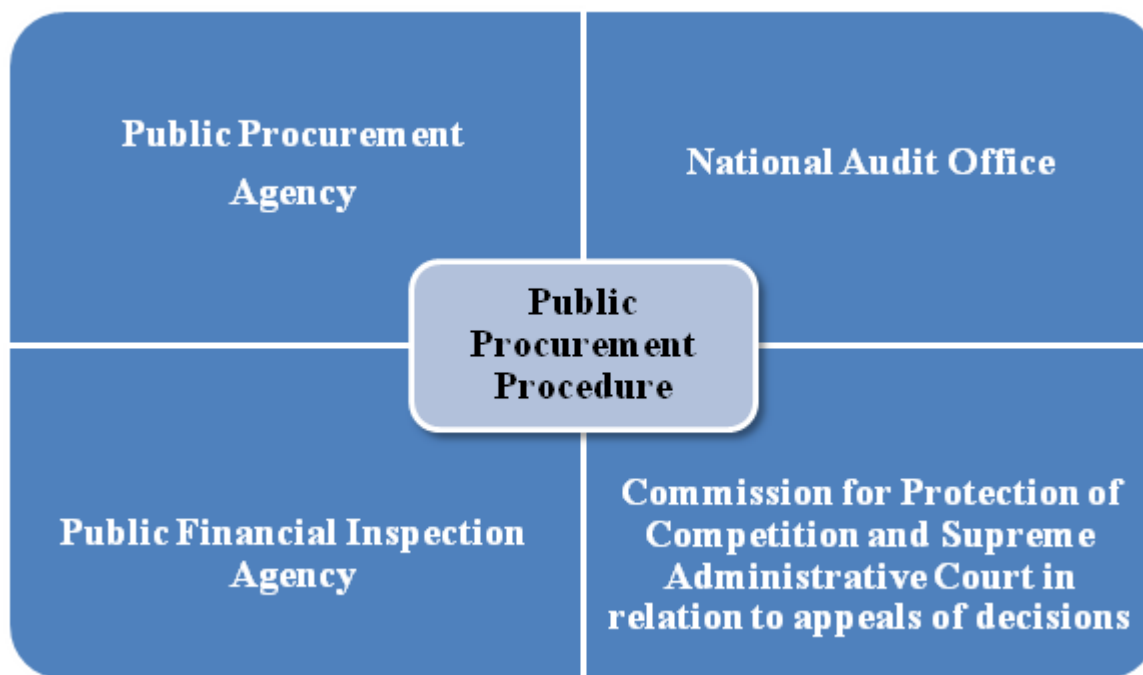 Public Procurement
Agency
National Audit Office
Public
Procurement
Procedure
Public Financial Inspection
Agency
Commission for Protection of
Competition and Supreme
Administrative Court in
relation to appeals of decisions